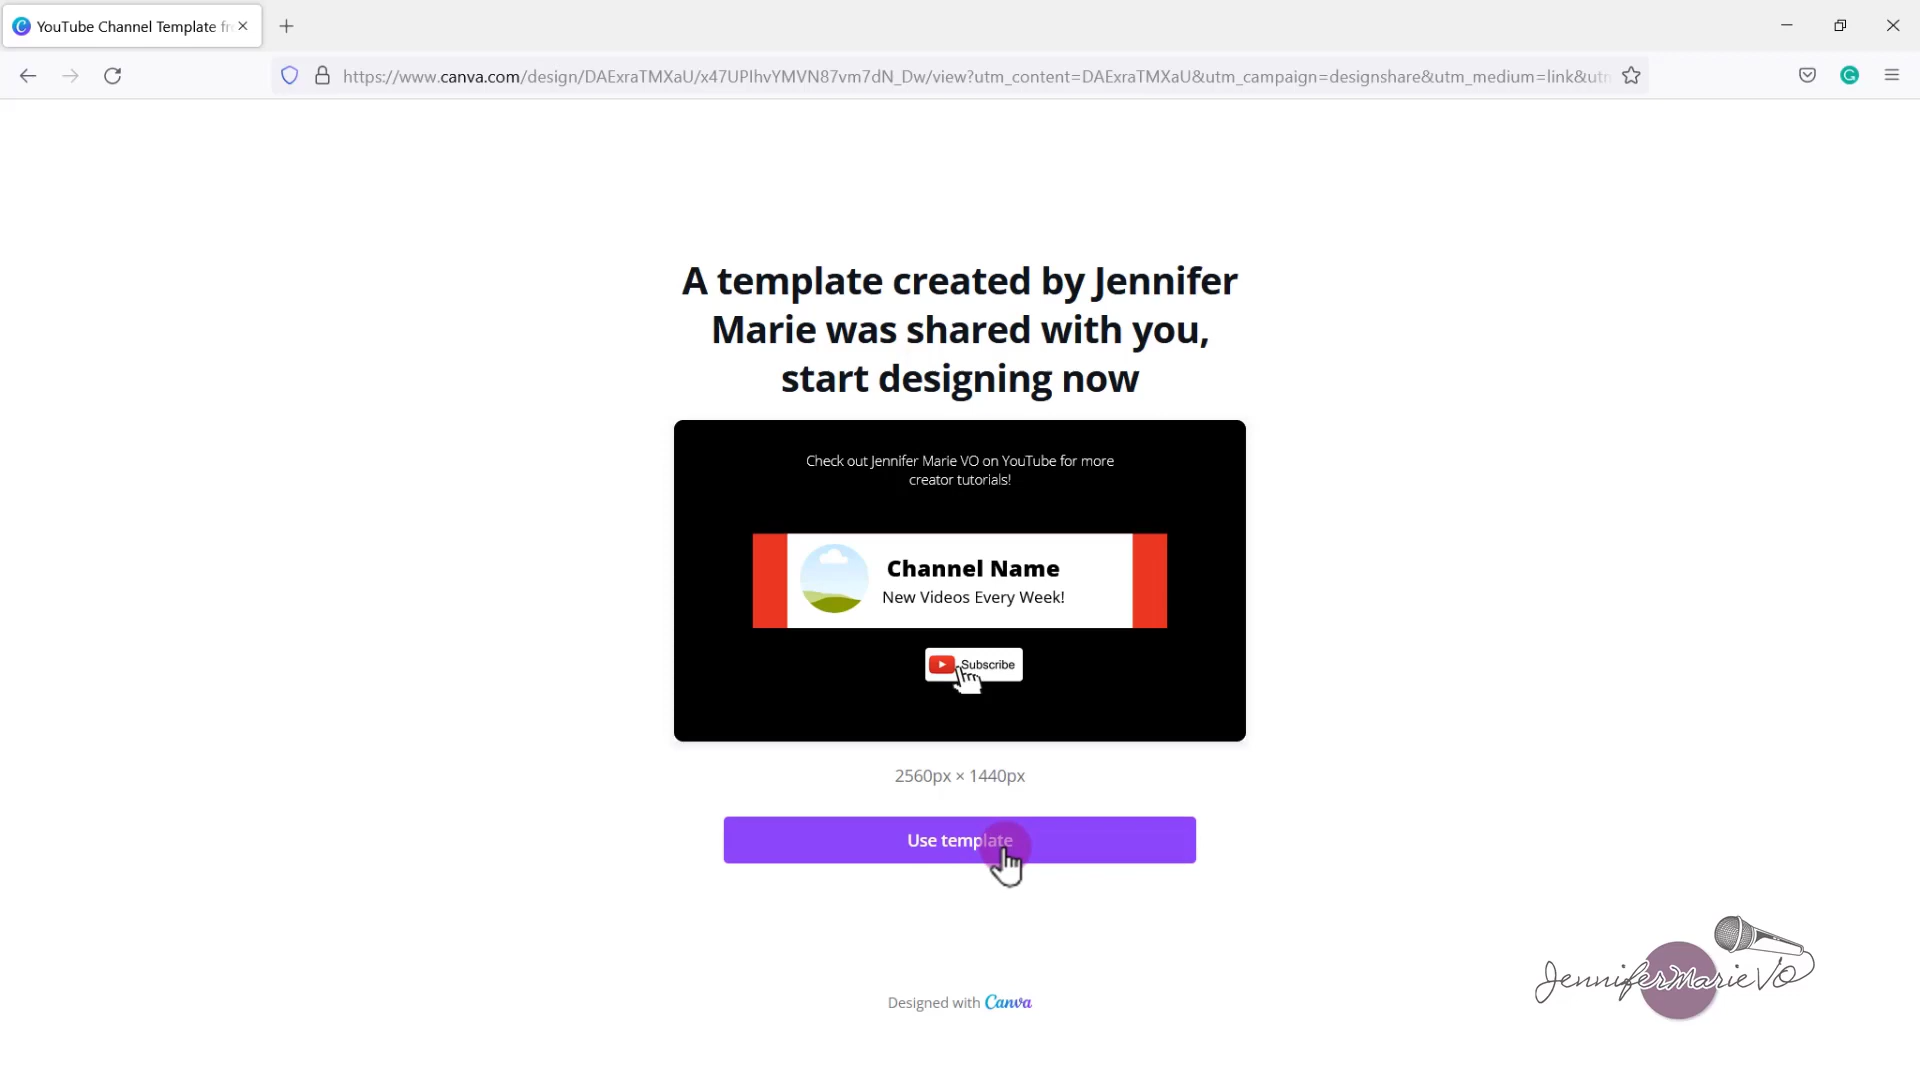 YouTube Channel Template fr
https://www.canva.com/design/DAExraTMXaU/x47UPIhvYMVN87vm7dN_Dw/view?utm_content=DAExraTMXaU&utm_campaign=designshare&utm_medium=link&utm
A template created by Jennifer
Marie was shared with you,
start designing now
Check out Jennifer Marie VO on YouTube for more
creator tutorials!
Channel Name
New Videos Every Week!
Subscribe
2560px × 1440px
Use template
JenniferMarieVO
Designed with Canva